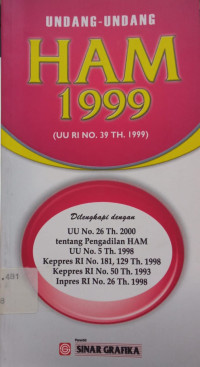 UNDANG-UNDANG
HAM
1999
(UU RI NO. 39 TH. 1999)
Dilengkapi dengan
UU No. 26 Th. 2000
tentang Pengadilan HAM
UU No. 5 Th. 1998
Keppres RI No. 181, 129 Th. 1998
Keppres RI No. 50 Th. 1993
Inpres RI No. 26 Th. 1998
Penerbit
SINAR GRAFIKA